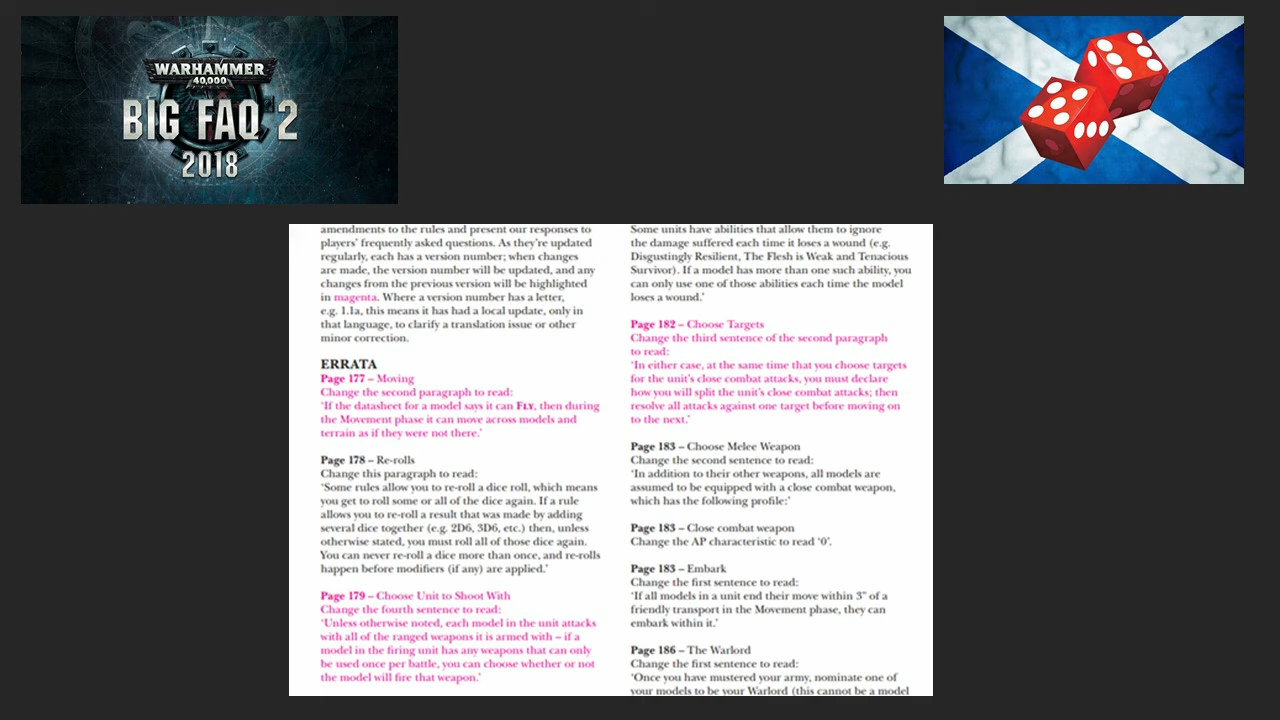 WARHAMMER
40,000
BIG FAQ 2
2018
amendments to the rules and present our responses to
players' frequently asked questions. As they're updated
regularly, each has a version number; when changes
are made, the version number will be updated, and any
changes from the previous version will be highlighted
in magenta. Where a version number has a letter,
e.g. 1.1a, this means it has had a local update, only in
that language, to clarify a translation issue or other
minor correction.
ERRATA
Page 177 – Moving
Change the second paragraph to read:
'If the datasheet for a model says it can FLY, then during
the Movement phase it can move across models and
terrain as if they were not there.'
Page 178 – Re-rolls
Change this paragraph to read:
'Some rules allow you to re-roll a dice roll, which means
you get to roll some or all of the dice again. If a rule
allows you to re-roll a result that was made by adding
several dice together (e.g. 2D6, 3D6, etc.) then, unless
otherwise stated, you must roll all of those dice again.
You can never re-roll a dice more than once, and re-rolls
happen before modifiers (if any) are applied.'
Page 179 – Choose Unit to Shoot With
Change the fourth sentence to read:
'Unless otherwise noted, each model in the unit attacks
with all of the ranged weapons it is armed with – if a
model in the firing unit has any weapons that can only
be used once per battle, you can choose whether or not
the model will fire that weapon.'
Some units have abilities that allow them to ignore
the damage suffered each time it loses a wound (e.g.
Disgustingly Resilient, The Flesh is Weak and Tenacious
Survivor). If a model has more than one such ability, you
can only use one of those abilities each time the model
loses a wound.'
Page 182 – Choose Targets
Change the third sentence of the second paragraph
to read:
'In either case, at the same time that you choose targets
for the unit's close combat attacks, you must declare
how you will split the unit's close combat attacks; then
resolve all attacks against one target before moving on
to the next.'
Page 183 – Choose Melee Weapon
Change the second sentence to read:
'In addition to their other weapons, all models are
assumed to be equipped with a close combat weapon,
which has the following profile:'
Page 183 – Close combat weapon
Change the AP characteristic to read '0'.
Page 183 – Embark
Change the first sentence to read:
'If all models in a unit end their move within 3" of a
friendly transport in the Movement phase, they can
embark within it.'
Page 186 – The Warlord
Change the first sentence to read:
'Once you have mustered your army, nominate one of
your models to be your Warlord (this cannot be a model